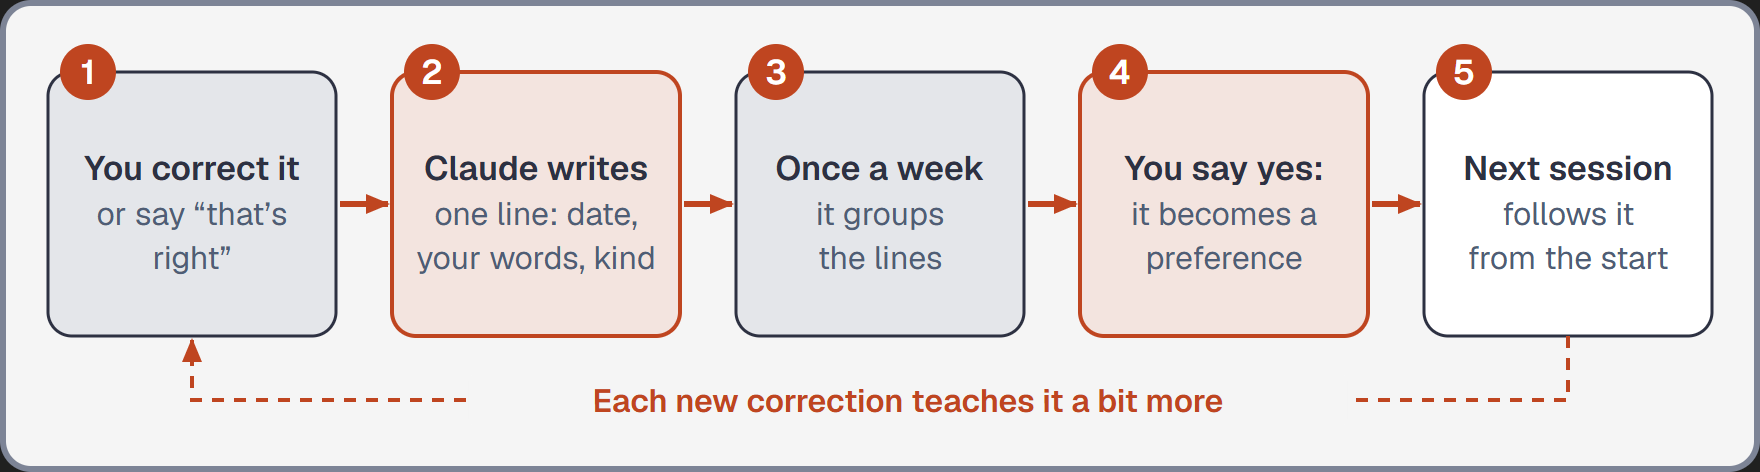 1
You correct it
or say “that’s
right”
2
Claude writes
one line: date,
your words, kind
3
Once a week
it groups
the lines
4
You say yes:
it becomes a
preference
5
Next session
follows it
from the start
Each new correction teaches it a bit more